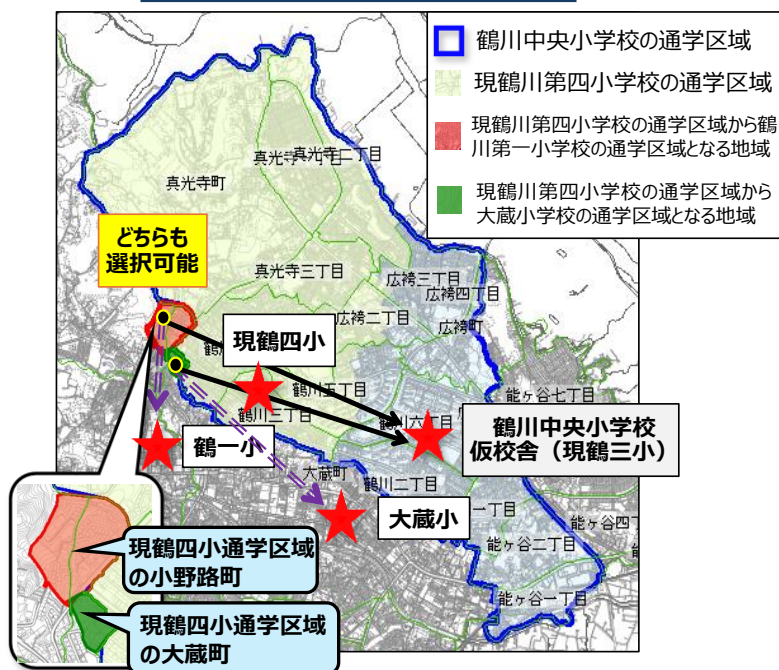 鶴川中央小学校の通学区域
現鶴川第四小学校の通学区域
現鶴川第四小学校の通学区域から鶴
川第一小学校の通学区域となる地域
現鶴川第四小学校の通学区域から
大蔵小学校の通学区域となる地域
真光寺町
どちらも
選択可能
真光寺三丁目
広袴三丁目
広袴四丁目
広袴二丁目
広袴町
現鶴四小
鶴川五丁目
能ヶ谷七丁目
鶴川三丁目
鶴川六丁目
鶴川中央小学校
仮校舎（現鶴三小）
鶴一小
大蔵町
鶴川二丁目
大蔵小
一丁目
能ヶ谷四丁
能ヶ谷二丁目
能ヶ谷一丁目
現鶴四小通学区域
の小野路町
現鶴四小通学区域
の大蔵町